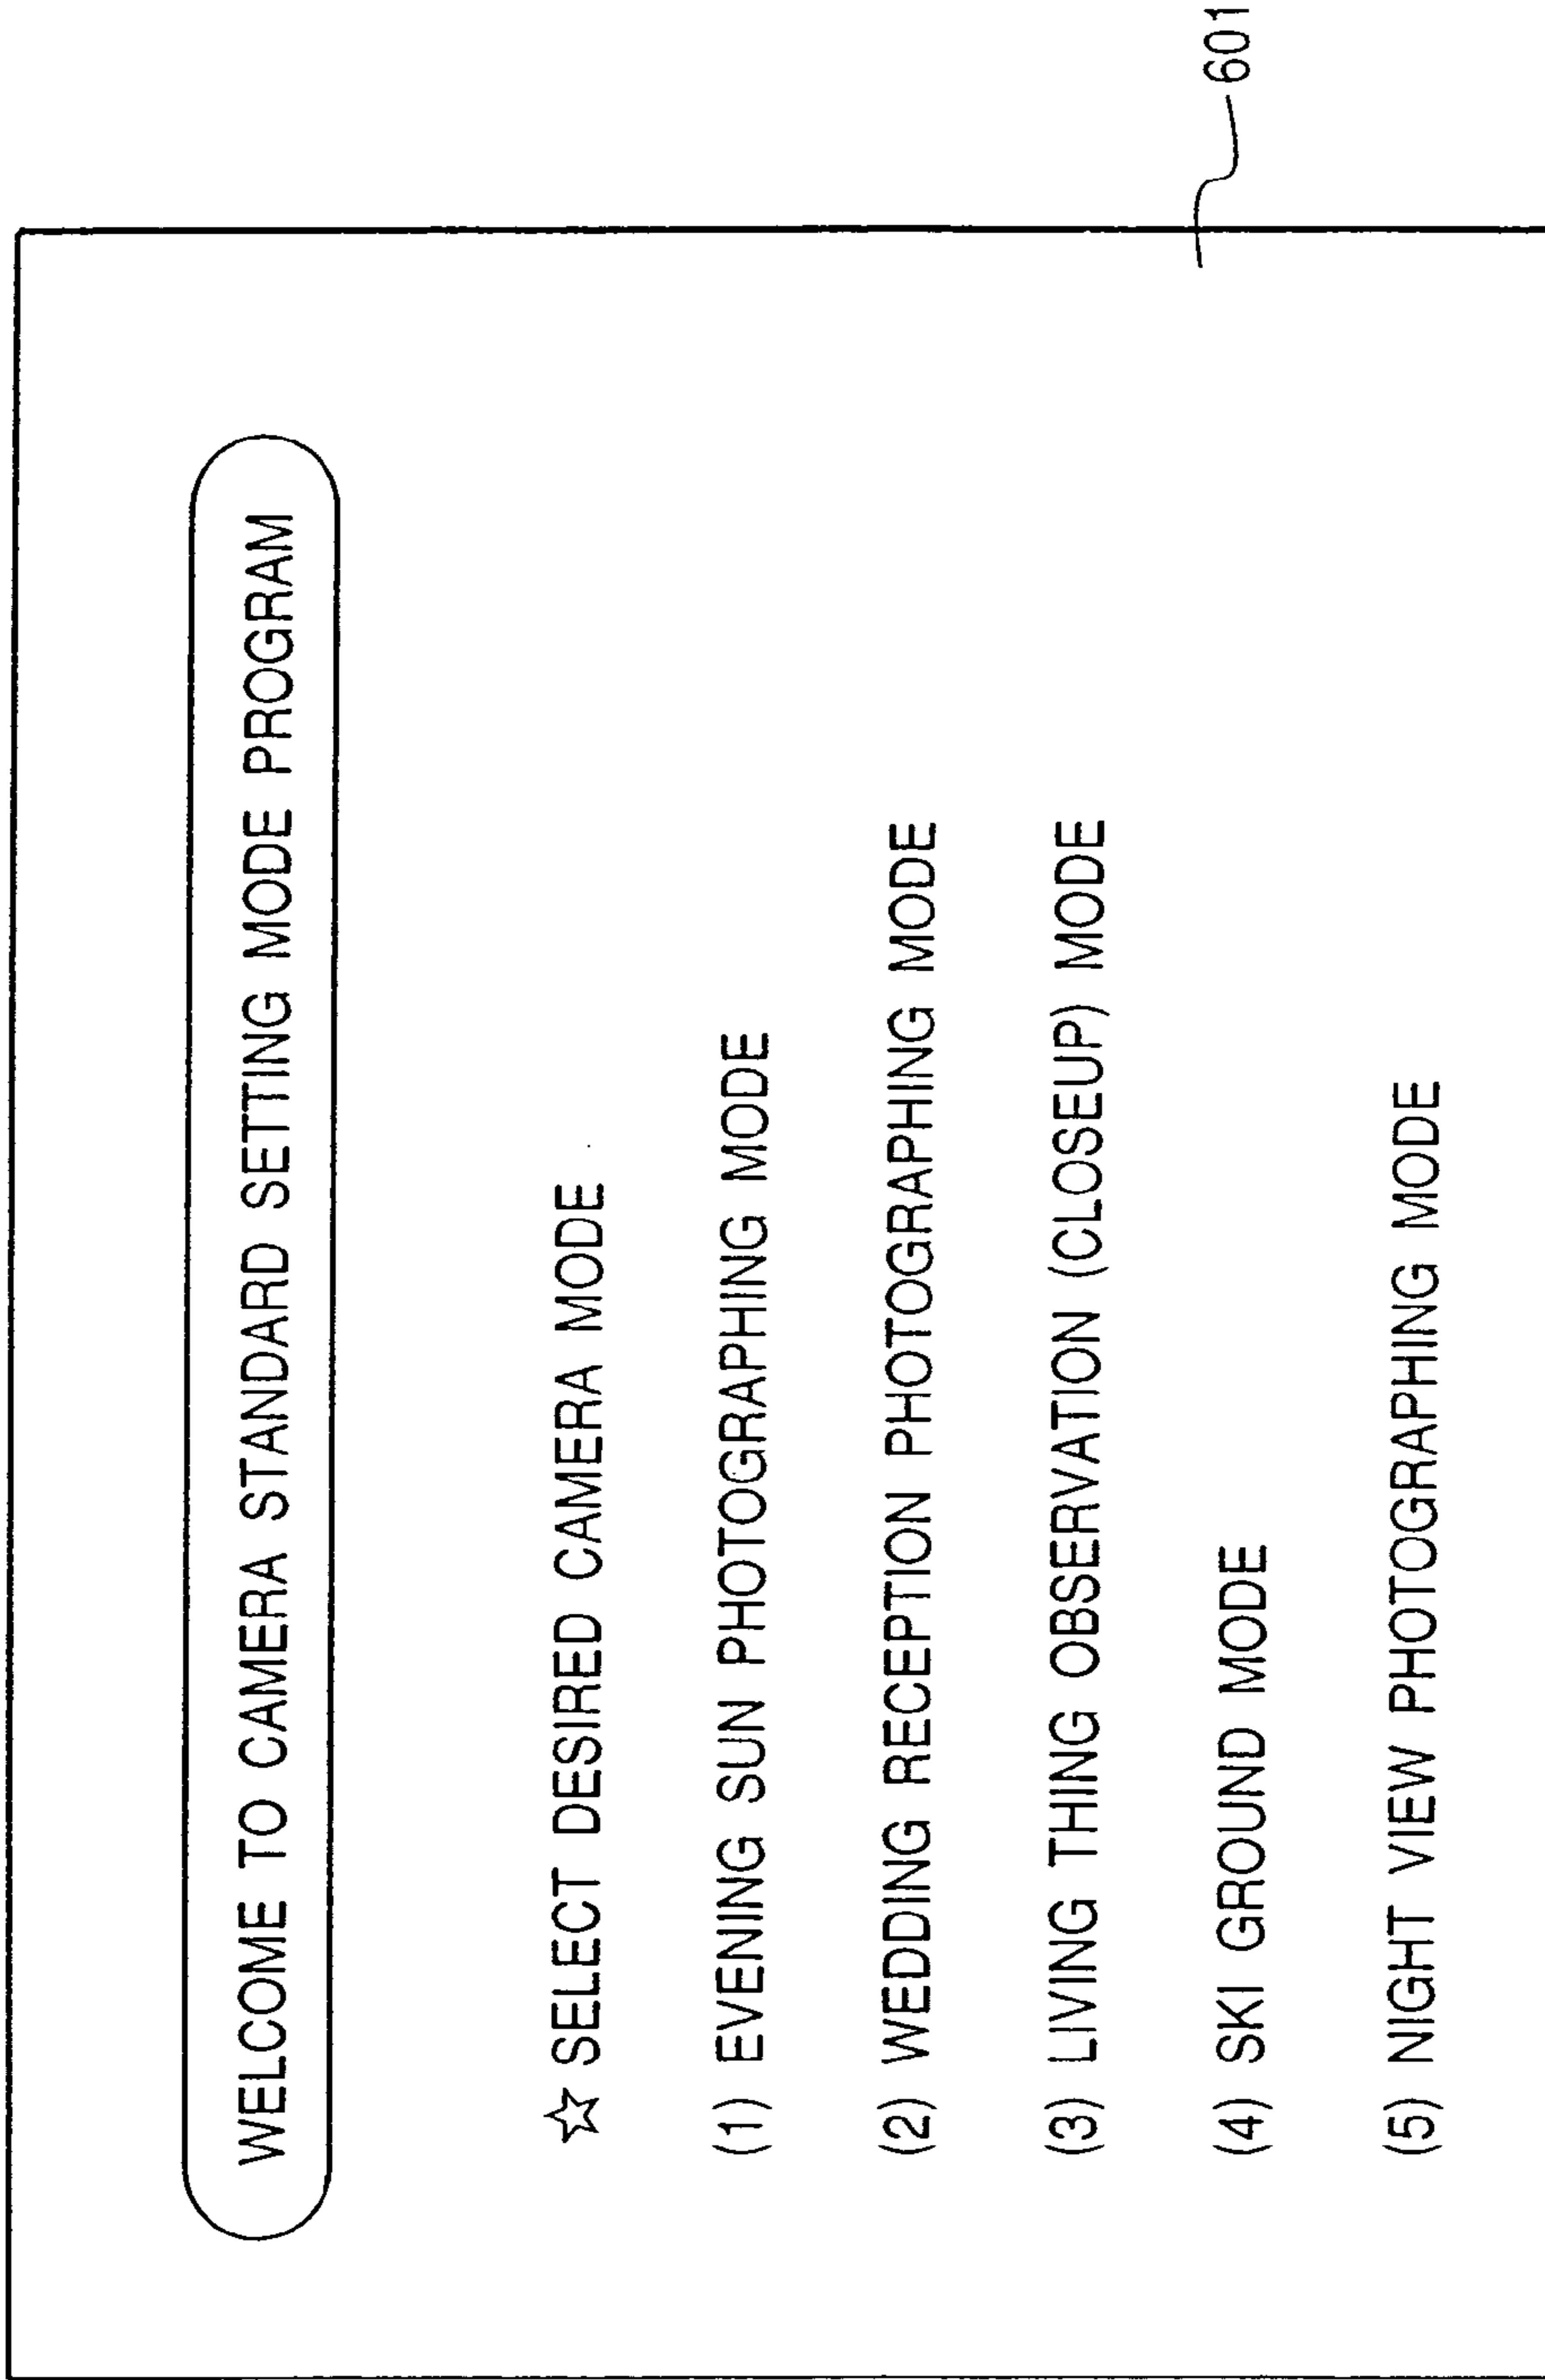 WELCOME TO CAMERA STANDARD SETTING MODE PROGRAM
☆ SELECT DESIRED CAMERA MODE
(1) EVENING SUN PHOTOGRAPHING MODE
(2) WEDDING RECEPTION PHOTOGRAPHING MODE
(3) LIVING THING OBSERVATION (CLOSEUP) MODE
(4) SKI GROUND MODE
(5) NIGHT VIEW PHOTOGRAPHING MODE
601